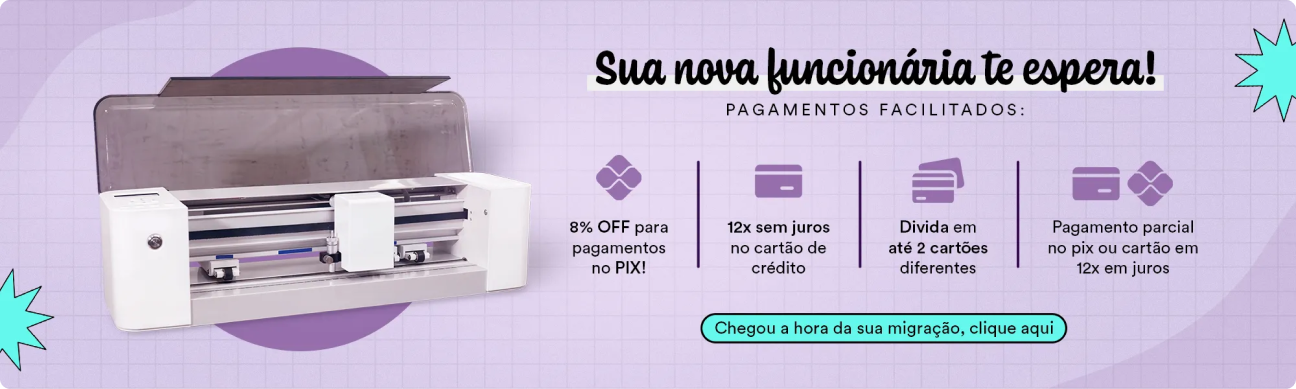 Sua nova funcionária te espera!
PAGAMENTOS FACILITADOS:
8% OFF para
pagamentos
no PIX!
12x sem juros
no cartão de
crédito
Divida em
até 2 cartões
diferentes
Pagamento parcial
no pix ou cartão em
12x em juros
Chegou a hora da sua migração, clique aqui